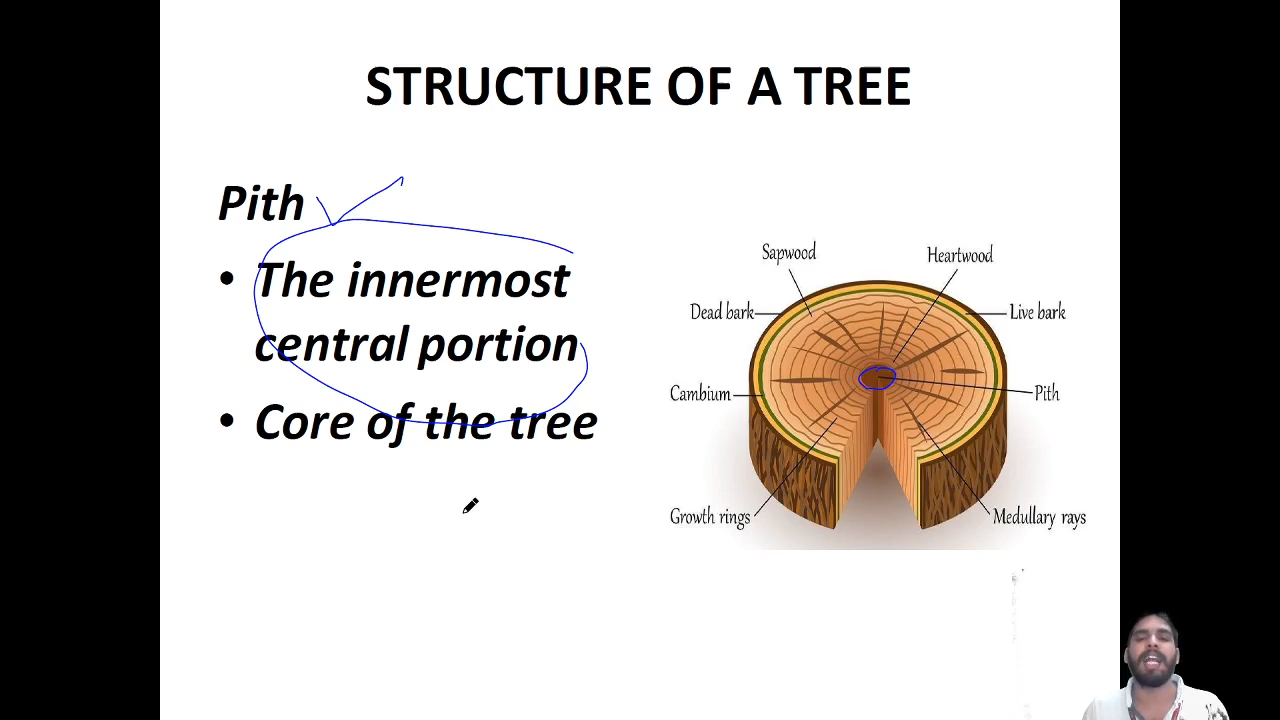 STRUCTURE OF A TREE
Pith
• The innermost
central portion
• Core of the tree
Sapwood
Heartwood
Dead bark
Live bark
Cambium
Pith
Growth rings
Medullary rays